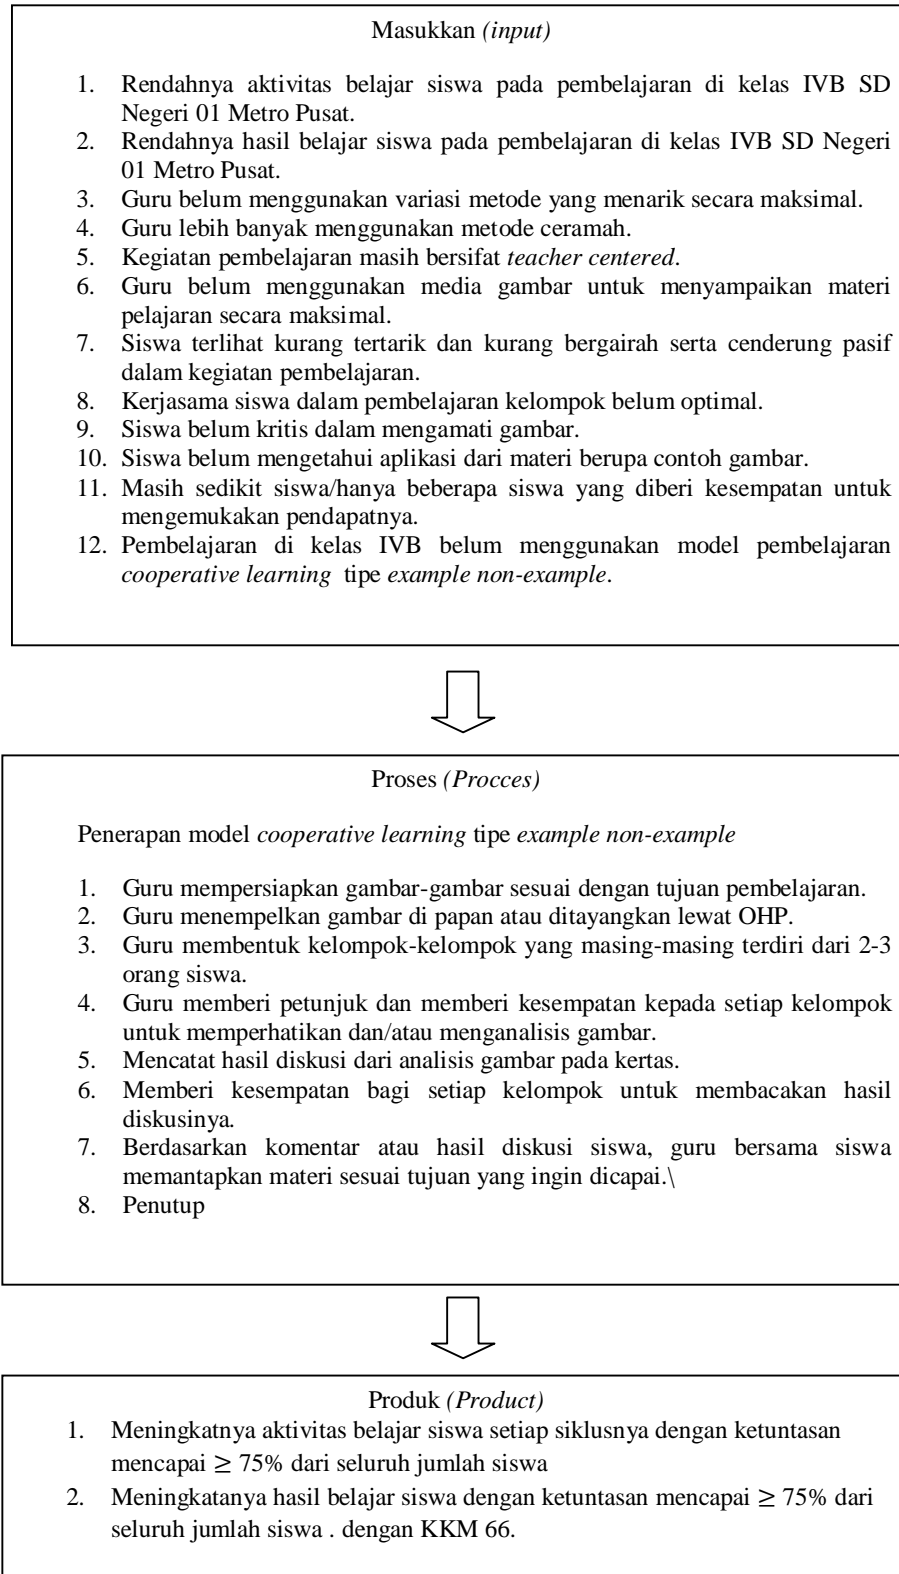 Masukkan (input)
1. Rendahnya aktivitas belajar siswa pada pembelajaran di kelas IVB SD
Negeri 01 Metro Pusat.
2. Rendahnya hasil belajar siswa pada pembelajaran di kelas IVB SD Negeri
01 Metro Pusat.
3. Guru belum menggunakan variasi metode yang menarik secara maksimal.
4. Guru lebih banyak menggunakan metode ceramah.
5. Kegiatan pembelajaran masih bersifat teacher centered.
6. Guru belum menggunakan media gambar untuk menyampaikan materi
pelajaran secara maksimal.
7. Siswa terlihat kurang tertarik dan kurang bergairah serta cenderung pasif
dalam kegiatan pembelajaran.
8. Kerjasama siswa dalam pembelajaran kelompok belum optimal.
9. Siswa belum kritis dalam mengamati gambar.
10. Siswa belum mengetahui aplikasi dari materi berupa contoh gambar.
11. Masih sedikit siswa/hanya beberapa siswa yang diberi kesempatan untuk
mengemukakan pendapatnya.
12. Pembelajaran di kelas IVB belum menggunakan model pembelajaran
cooperative learning tipe example non-example.
Proses (Procces)
Penerapan model cooperative learning tipe example non-example
1. Guru mempersiapkan gambar-gambar sesuai dengan tujuan pembelajaran.
2. Guru menempelkan gambar di papan atau ditayangkan lewat OHP.
3. Guru membentuk kelompok-kelompok yang masing-masing terdiri dari 2-3
orang siswa.
4. Guru memberi petunjuk dan memberi kesempatan kepada setiap kelompok
untuk memperhatikan dan/atau menganalisis gambar.
5. Mencatat hasil diskusi dari analisis gambar pada kertas.
6. Memberi kesempatan bagi setiap kelompok untuk membacakan hasil
diskusinya.
7. Berdasarkan komentar atau hasil diskusi siswa, guru bersama siswa
memantapkan materi sesuai tujuan yang ingin dicapai.\
8. Penutup
Produk (Product)
1. Meningkatnya aktivitas belajar siswa setiap siklusnya dengan ketuntasan
mencapai ≥ 75% dari seluruh jumlah siswa
2. Meningkatanya hasil belajar siswa dengan ketuntasan mencapai ≥ 75% dari
seluruh jumlah siswa . dengan KKM 66.